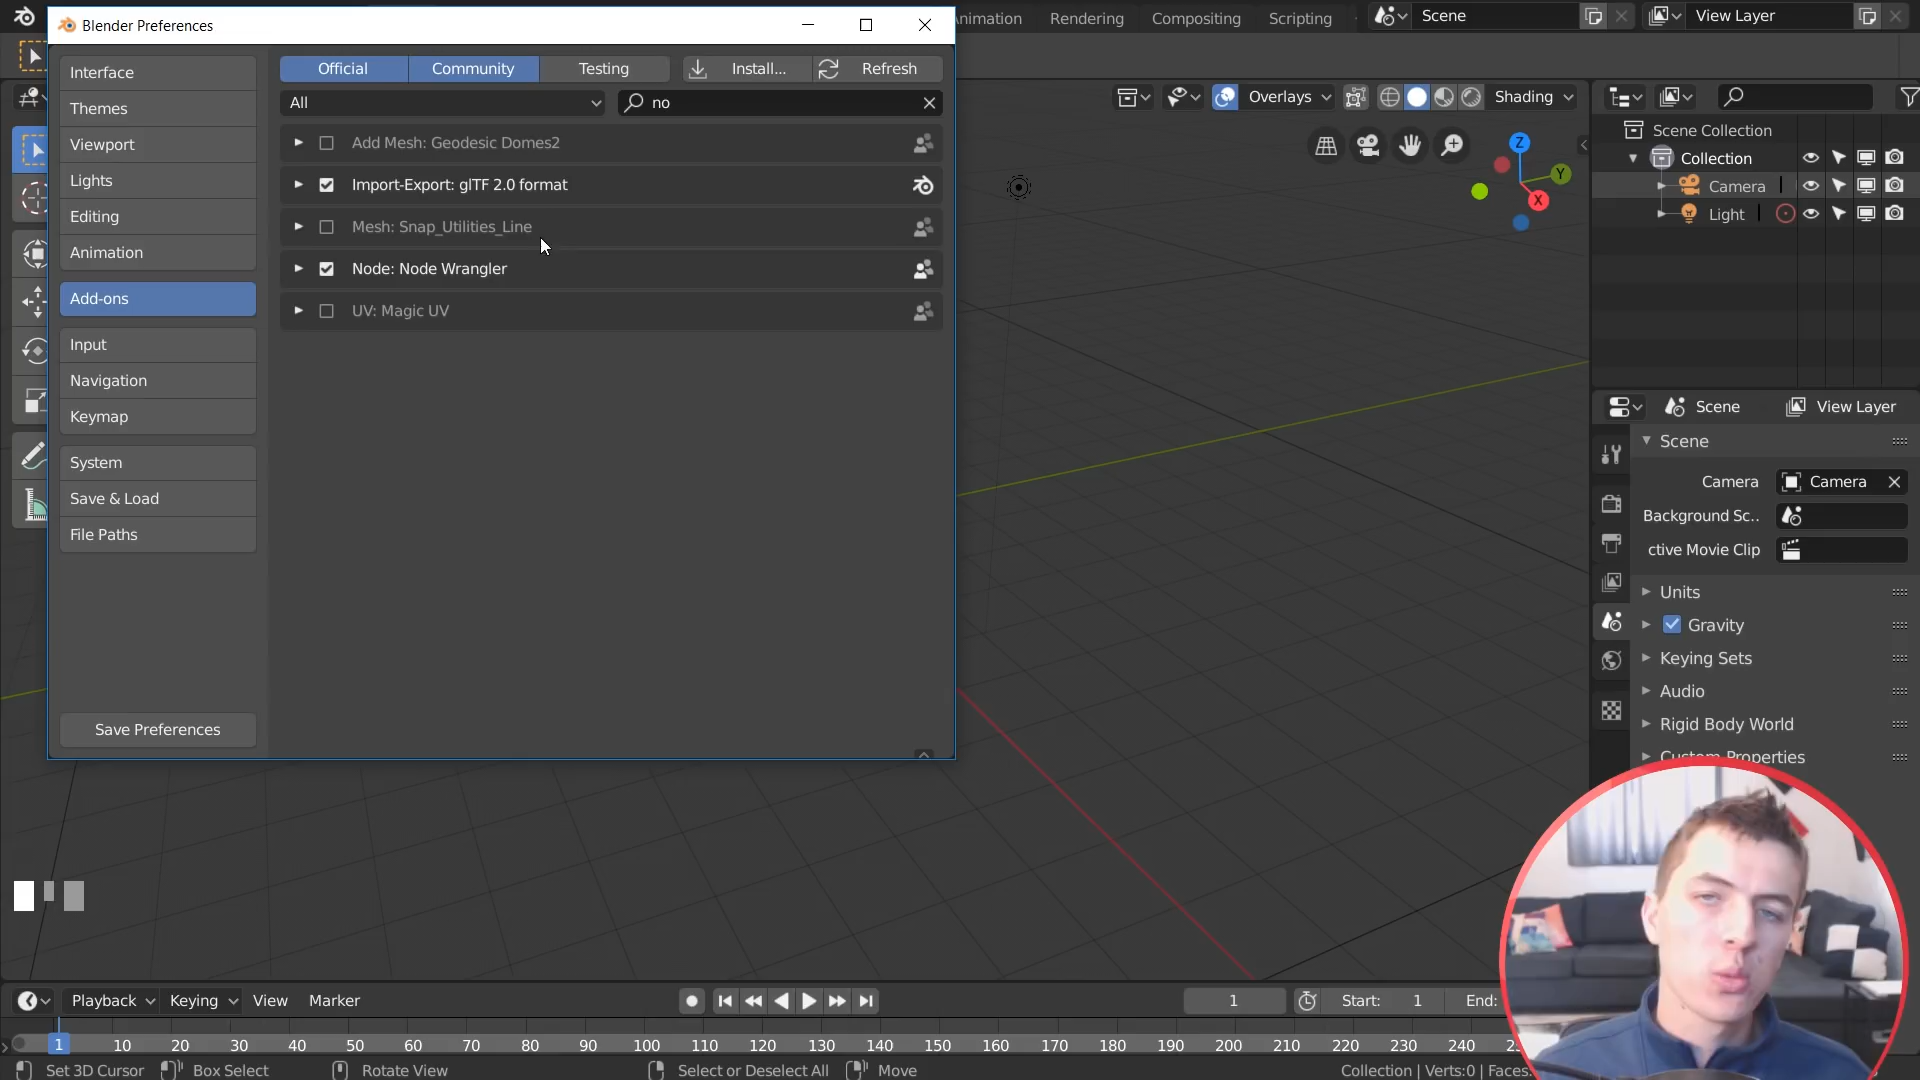 Blender Preferences
Animation
Rendering
Compositing
Scripting
Scene
View Layer
Interface
Themes
Viewport
Lights
Editing
Animation
Add-ons
Input
Navigation
Keymap
System
Save & Load
File Paths
Save Preferences
Official
Community
Testing
Install...
Refresh
All
no
Add Mesh: Geodesic Domes2
Import-Export: glTF 2.0 format
Mesh: Snap_Utilities_Line
Node: Node Wrangler
UV: Magic UV
Overlays
Shading
Z
Y
X
Scene Collection
Collection
Camera
Light
Scene
View Layer
Scene
Camera
Camera
Background Sc..
ctive Movie Clip
Units
Gravity
Keying Sets
Audio
Rigid Body World
Custom Properties
Playback
Keying
View
Marker
1
Start: 1
End:
1 10 20 30 40 50 60 70 80 90 100 110 120 130 140 150 160 170 180 190 200 210 220 230 240
Set 3D Cursor
Box Select
Rotate View
Select or Deselect All
Move
Collection | Verts:0 | Faces: